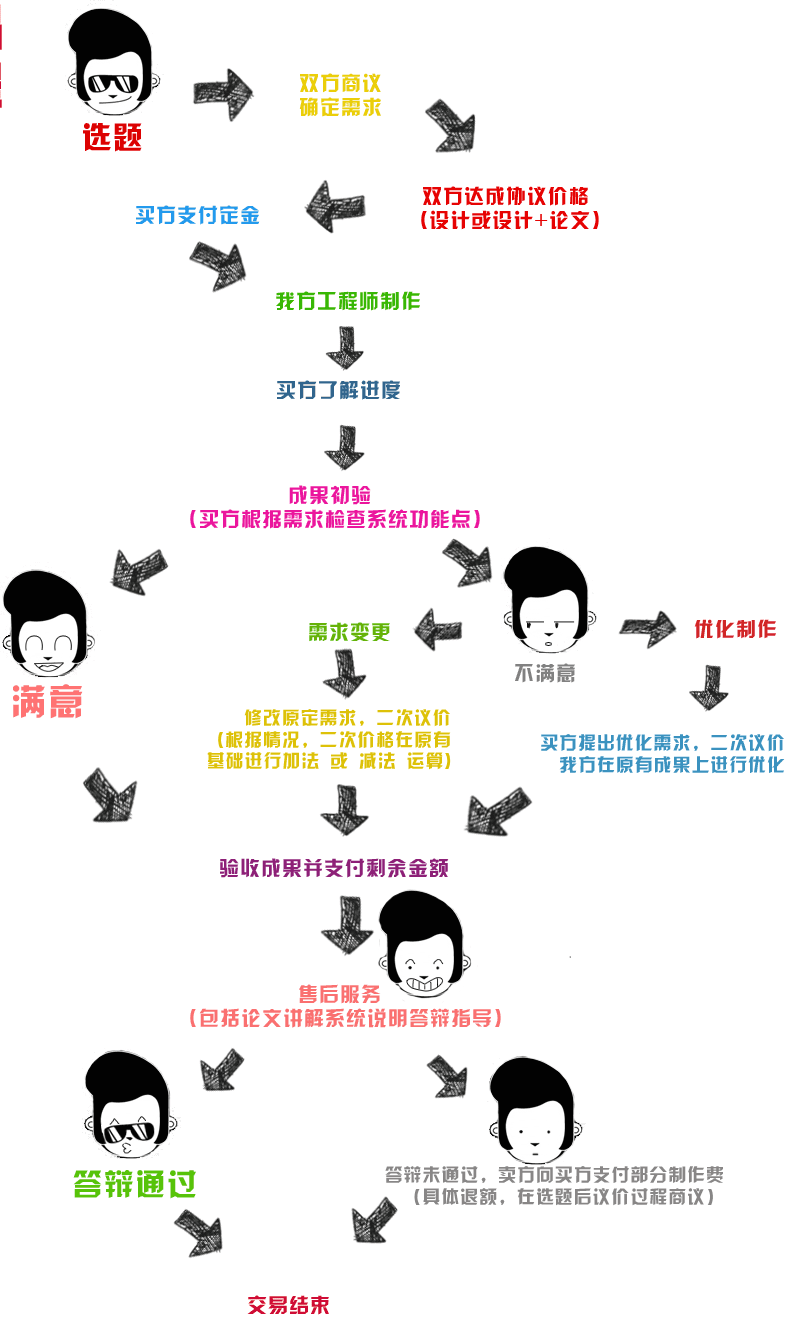 选题
双方商议
确定需求
双方达成协议价格
（设计或设计+论文）
买方支付定金
我方工程师制作
买方了解进度
成果初验
（买方根据需求检查系统功能点）
满意
不满意
需求变更
优化制作
修改原定需求，二次议价
（根据情况，二次价格在原有
基础进行加法 或 减法 运算）
买方提出优化需求，二次议价
我方在原有成果上进行优化
验收成果并支付剩余金额
售后服务
（包括论文讲解系统说明答辩指导）
答辩通过
答辩未通过，卖方向买方支付部分制作费
（具体退额，在选题后议价过程商议）
交易结束